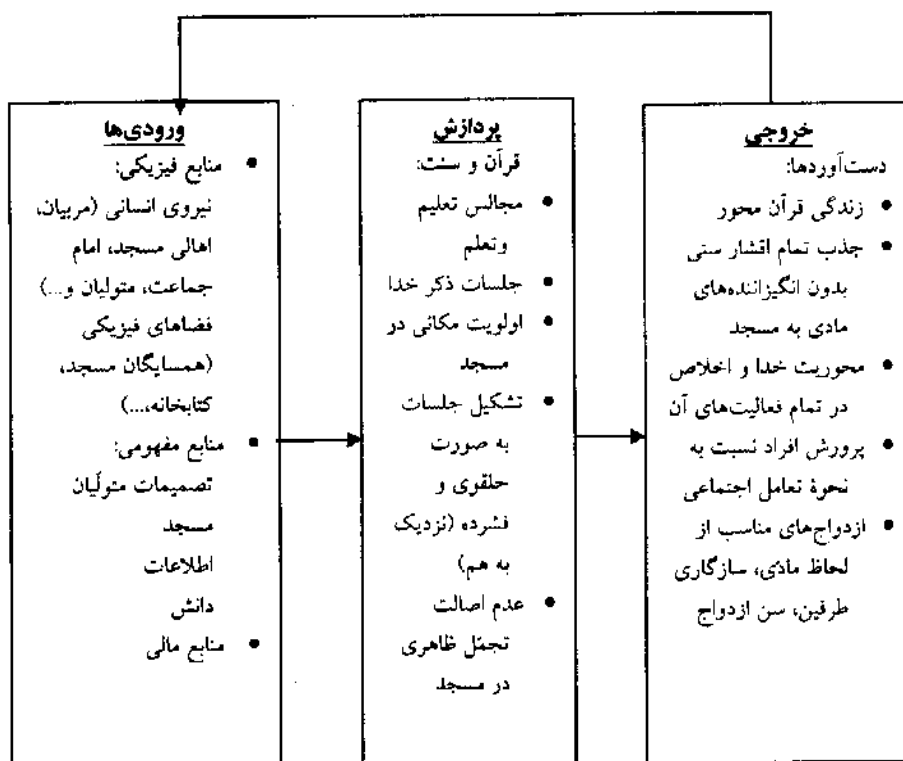 ورودی‌ها
● منابع فیزیکی:
نیروی انسانی (مربیان،
اهالی مسجد، امام
جماعت، متولیان و...)
فضاهای فیزیکی
(همسایگان مسجد،
کتابخانه،...)
● منابع مفهومی:
تصمیمات متولّیان
مسجد
اطلاعات
دانش
● منابع مالی
پردازش
قرآن و سنت:
● مجالس تعلیم
وتعلم
● جلسات ذکر خدا
● اولویت مکانی در
مسجد
● تشکیل جلسات
به صورت
حلقوی و
فشرده (نزدیک
به هم)
● عدم اصالت
تجمّل ظاهری
در مسجد
خروجی
دست‌آوردها:
● زندگی قرآن محور
● جذب تمام اقشار سنی
بدون انگیزاننده‌های
مادی به مسجد
● محوریت خدا و اخلاص
در تمام فعالیت‌های آن
● پرورش افراد نسبت به
نحوۀ تعامل اجتماعی
● ازدواج‌های مناسب از
لحاظ مادّی، سازگاری
طرفین، سن ازدواج